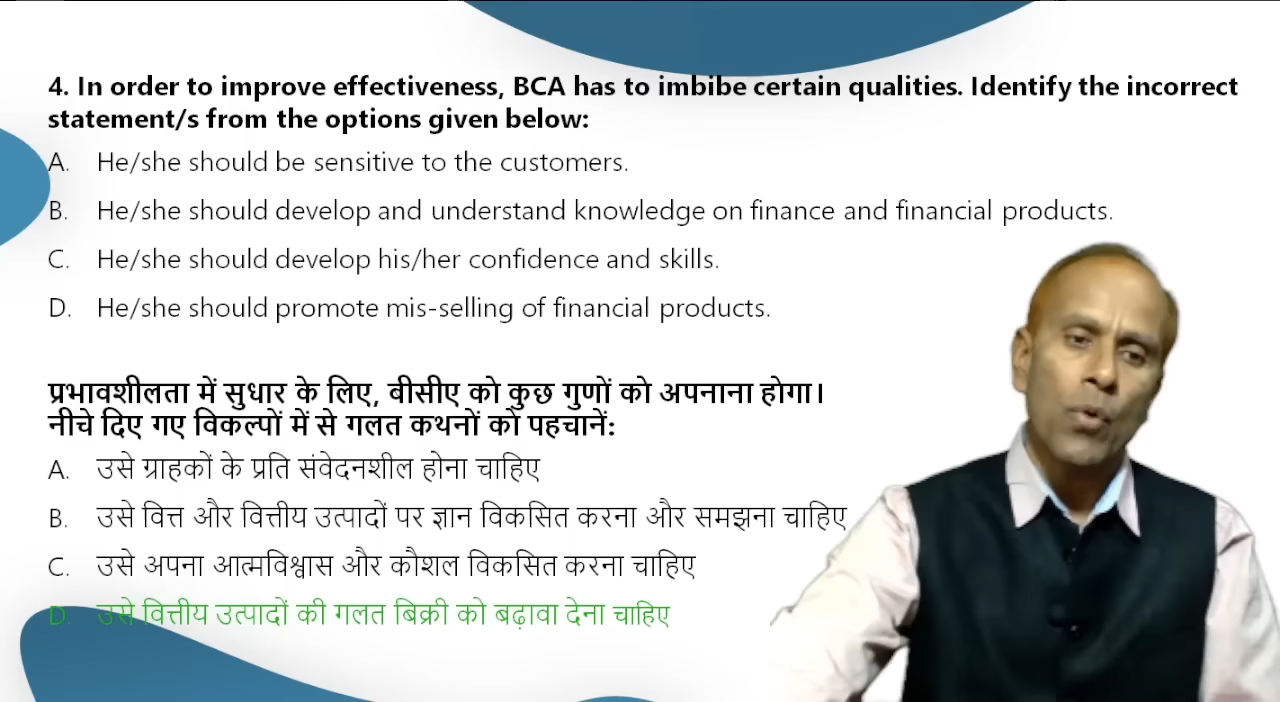 4. In order to improve effectiveness, BCA has to imbibe certain qualities. Identify the incorrect
statement/s from the options given below:
A. He/she should be sensitive to the customers.
B. He/she should develop and understand knowledge on finance and financial products.
C. He/she should develop his/her confidence and skills.
D. He/she should promote mis-selling of financial products.
प्रभावशीलता में सुधार के लिए, बीसीए को कुछ गुणों को अपनाना होगा।
नीचे दिए गए विकल्पों में से गलत कथनों को पहचानें:
A. उसे ग्राहकों के प्रति संवेदनशील होना चाहिए
B. उसे वित्त और वित्तीय उत्पादों पर ज्ञान विकसित करना और समझना चाहिए
C. उसे अपना आत्मविश्वास और कौशल विकसित करना चाहिए
D. उसे वित्तीय उत्पादों की गलत बिक्री को बढ़ावा देना चाहिए